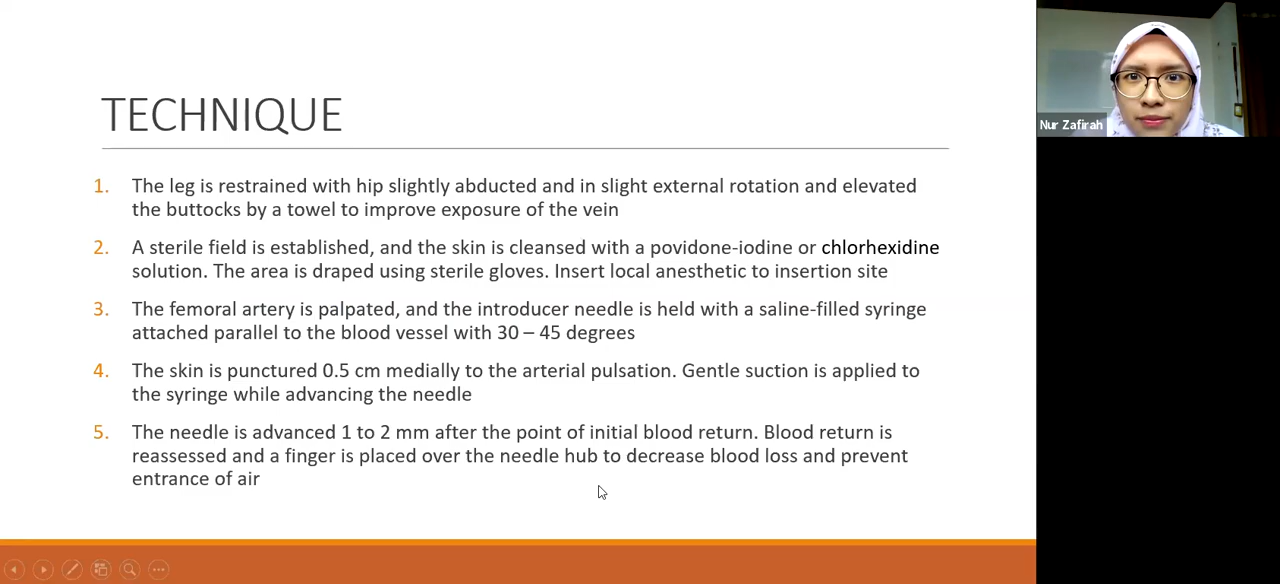 TECHNIQUE
1. The leg is restrained with hip slightly abducted and in slight external rotation and elevated
the buttocks by a towel to improve exposure of the vein
2. A sterile field is established, and the skin is cleansed with a povidone-iodine or chlorhexidine
solution. The area is draped using sterile gloves. Insert local anesthetic to insertion site
3. The femoral artery is palpated, and the introducer needle is held with a saline-filled syringe
attached parallel to the blood vessel with 30 – 45 degrees
4. The skin is punctured 0.5 cm medially to the arterial pulsation. Gentle suction is applied to
the syringe while advancing the needle
5. The needle is advanced 1 to 2 mm after the point of initial blood return. Blood return is
reassessed and a finger is placed over the needle hub to decrease blood loss and prevent
entrance of air
Nur Zafirah